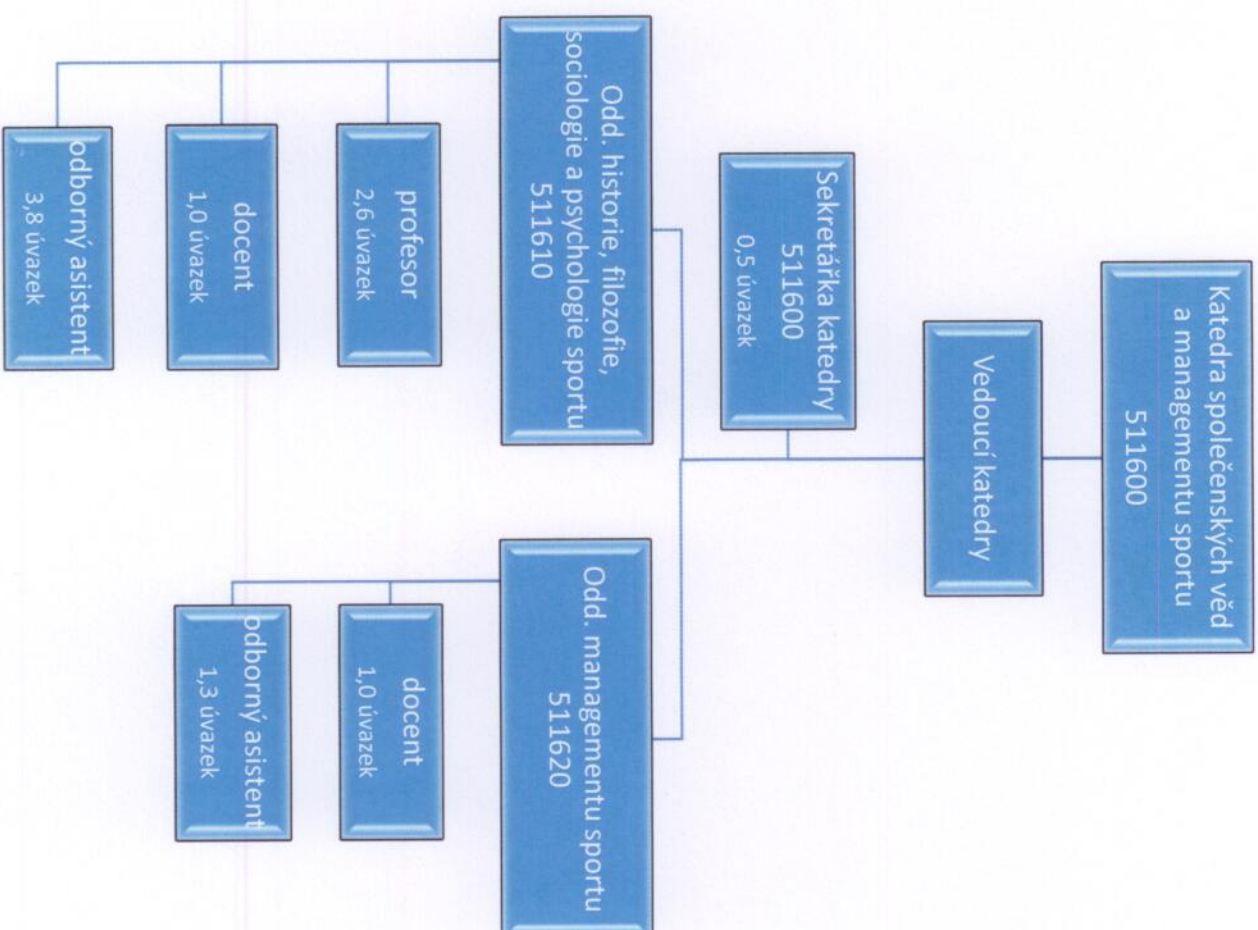 Katedra společenských věd
a managementu sportu
511600
Vedoucí katedry
Sekretářka katedry
511600
0,5 úvazek
Odd. historie, filozofie,
sociologie a psychologie sportu
511610
profesor
2,6 úvazek
docent
1,0 úvazek
odborný asistent
3,8 úvazek
Odd. managementu sportu
511620
docent
1,0 úvazek
odborný asistent
1,3 úvazek